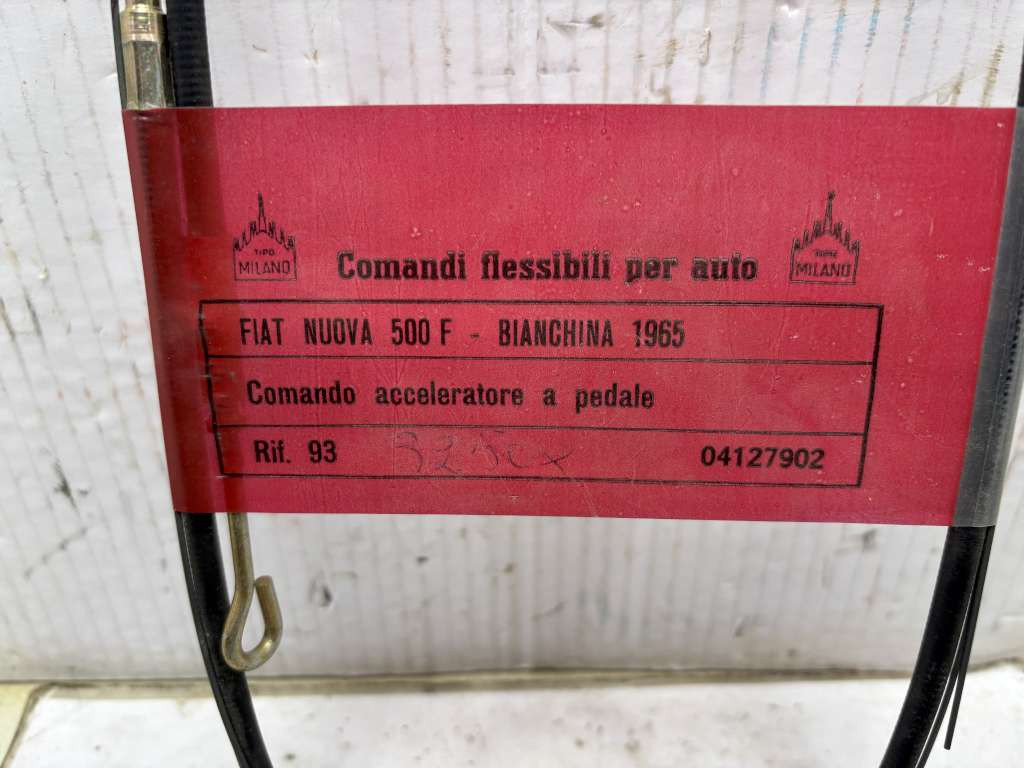 TIPO
MILANO
Comandi flessibili per auto
TIPO
MILANO
FIAT NUOVA 500 F - BIANCHINA 1965
Comando acceleratore a pedale
Rif. 93 04127902